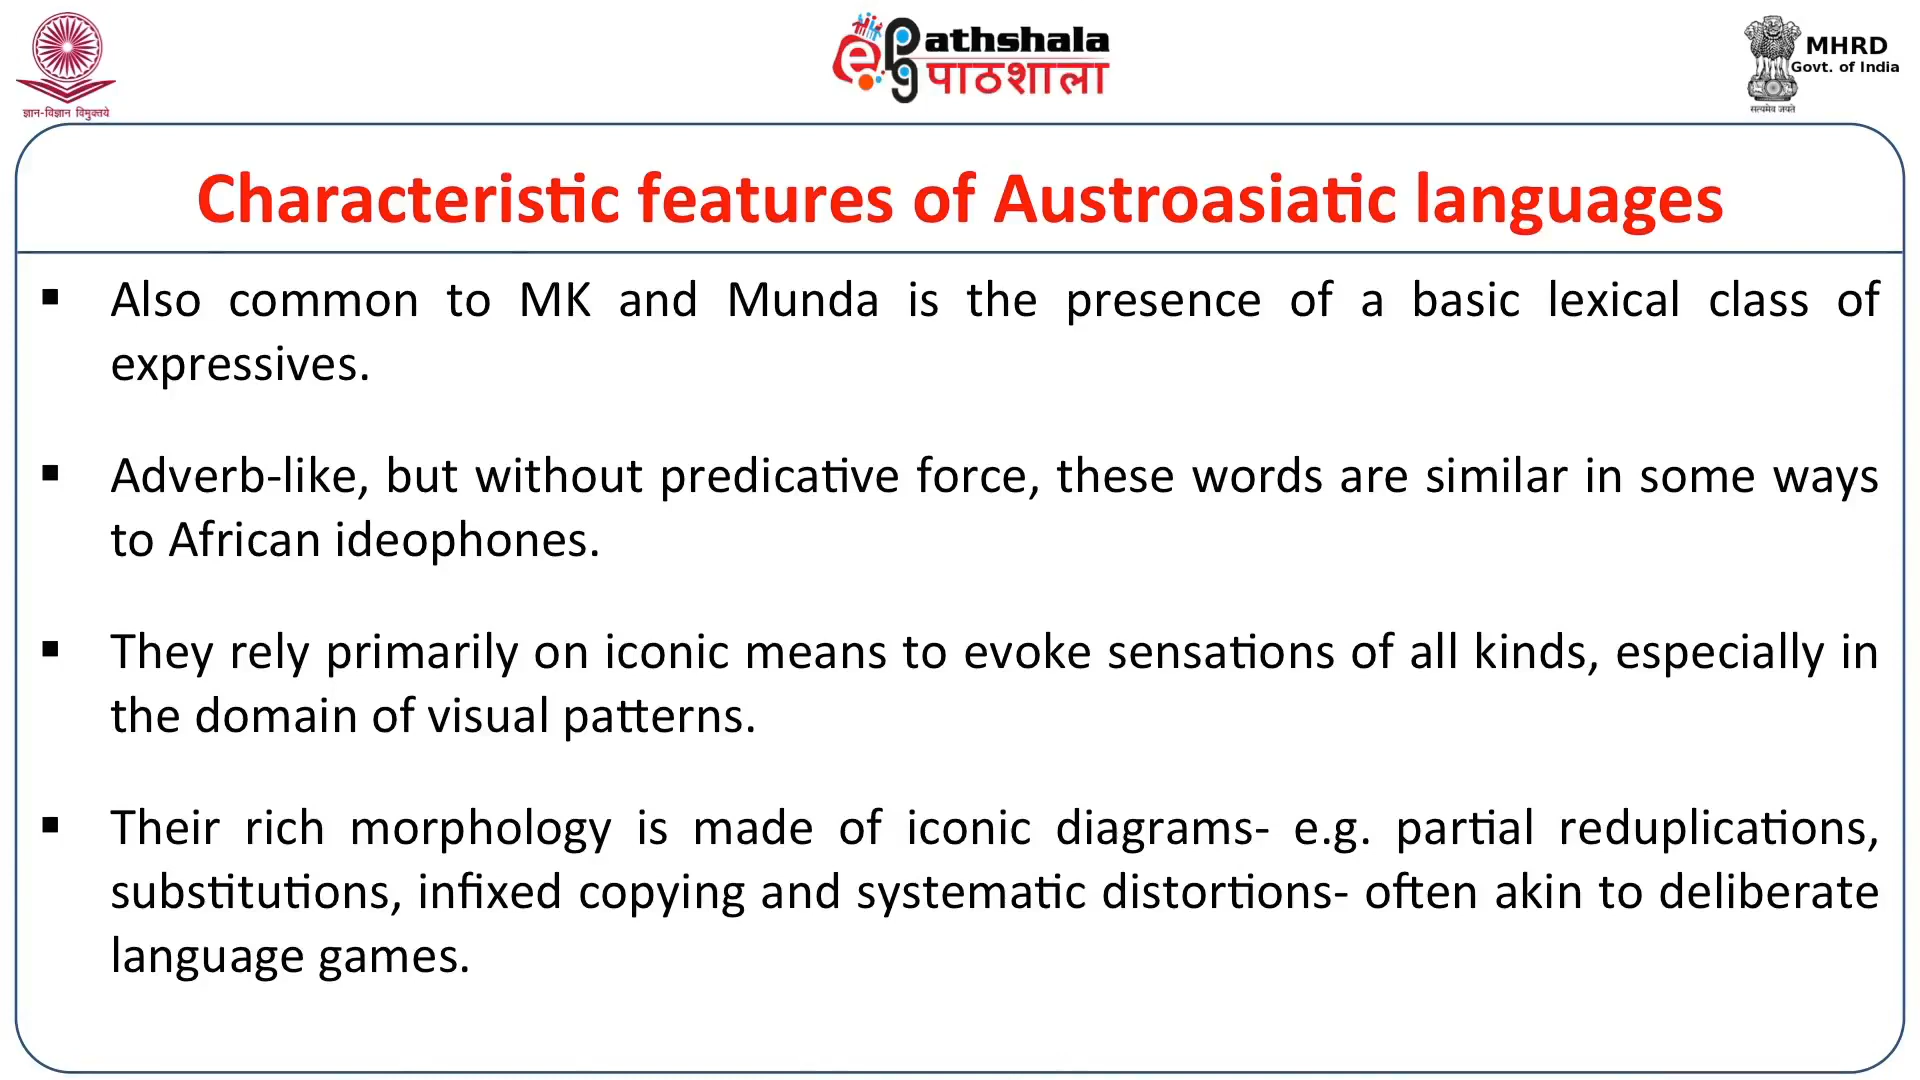 ज्ञान-विज्ञान विमुक्तये
ePathshala
पाठशाला
MHRD
Govt. of India
सत्यमेव जयते
Characteristic features of Austroasiatic languages
▪ Also common to MK and Munda is the presence of a basic lexical class of
expressives.
▪ Adverb-like, but without predicative force, these words are similar in some ways
to African ideophones.
▪ They rely primarily on iconic means to evoke sensations of all kinds, especially in
the domain of visual patterns.
▪ Their rich morphology is made of iconic diagrams- e.g. partial reduplications,
substitutions, infixed copying and systematic distortions- often akin to deliberate
language games.